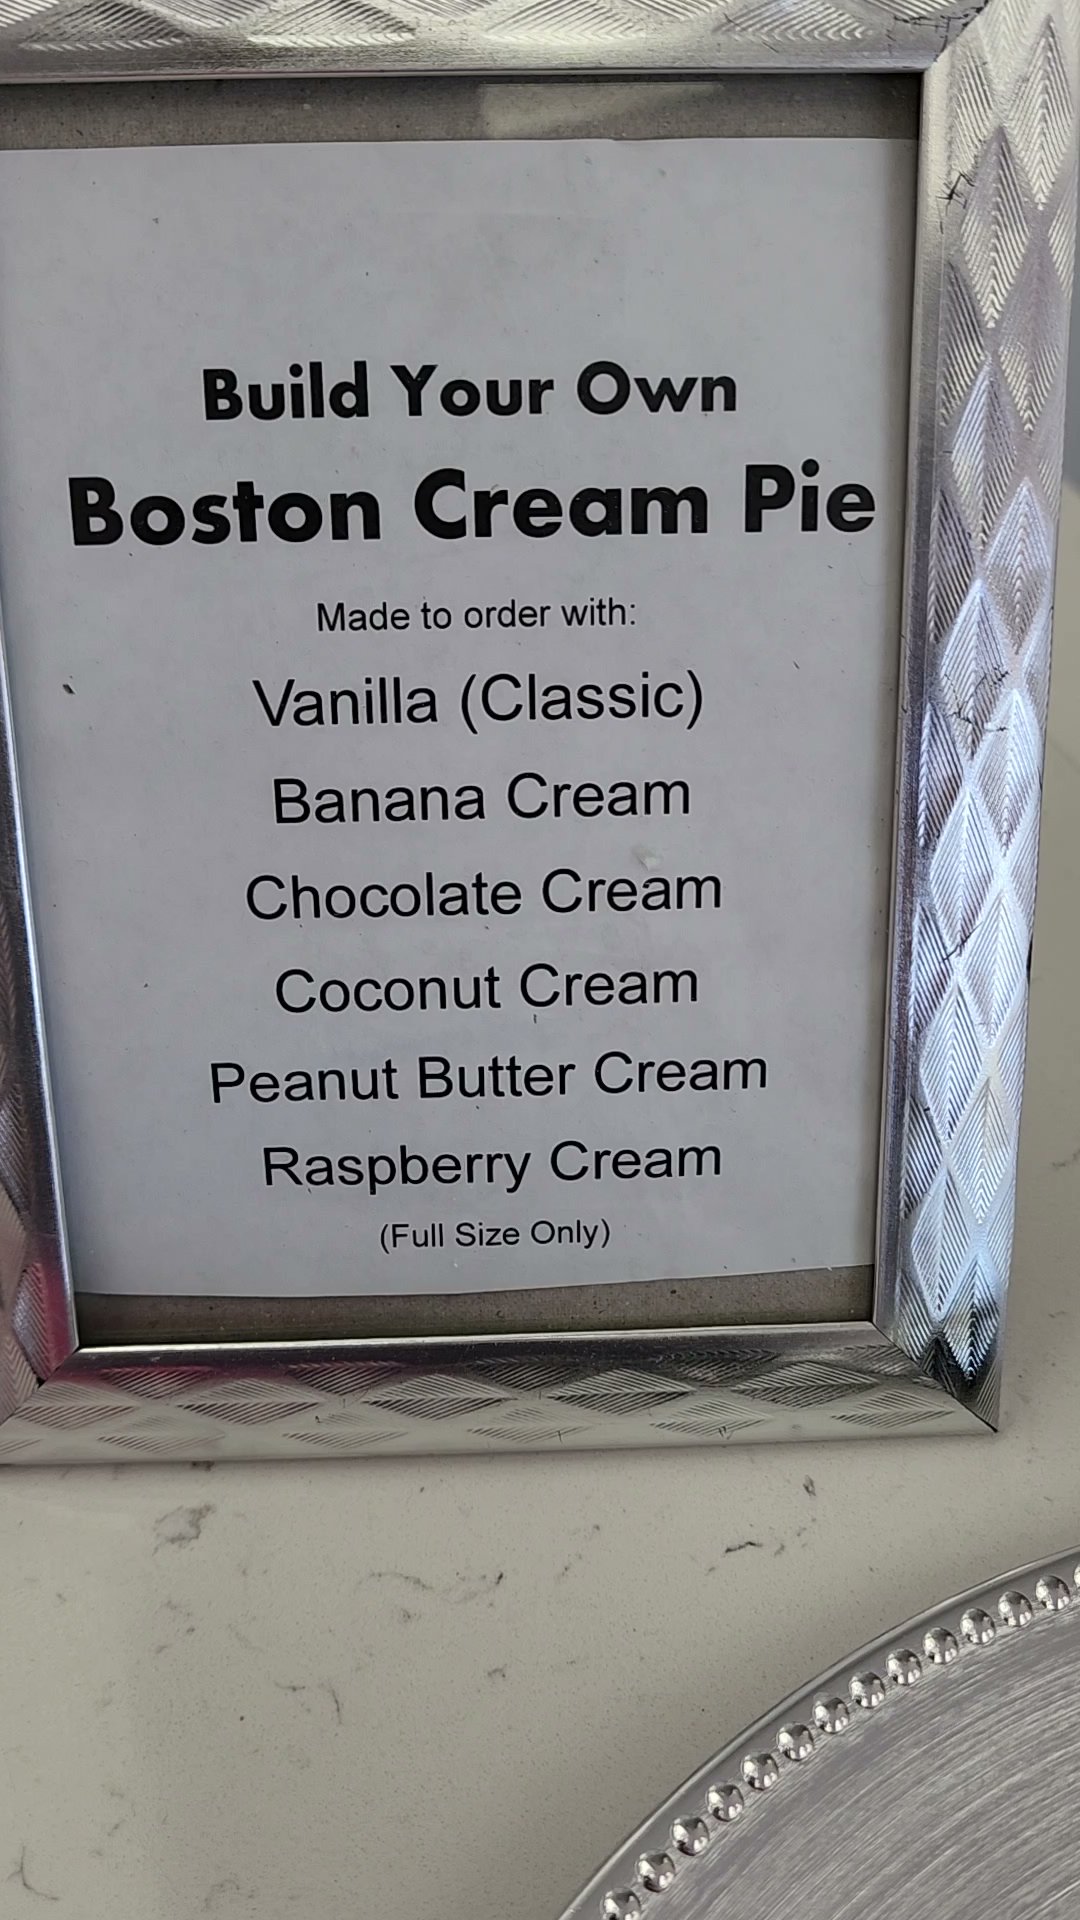 Build Your Own
Boston Cream Pie
Made to order with:
Vanilla (Classic)
Banana Cream
Chocolate Cream
Coconut Cream
Peanut Butter Cream
Raspberry Cream
(Full Size Only)